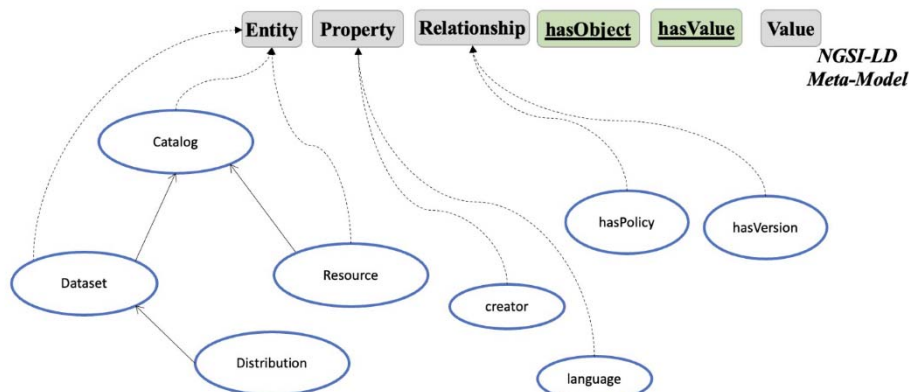 Entity Property Relationship hasObject hasValue Value
NGSI-LD
Meta-Model
Catalog
hasPolicy
hasVersion
Dataset
Resource
creator
Distribution
language